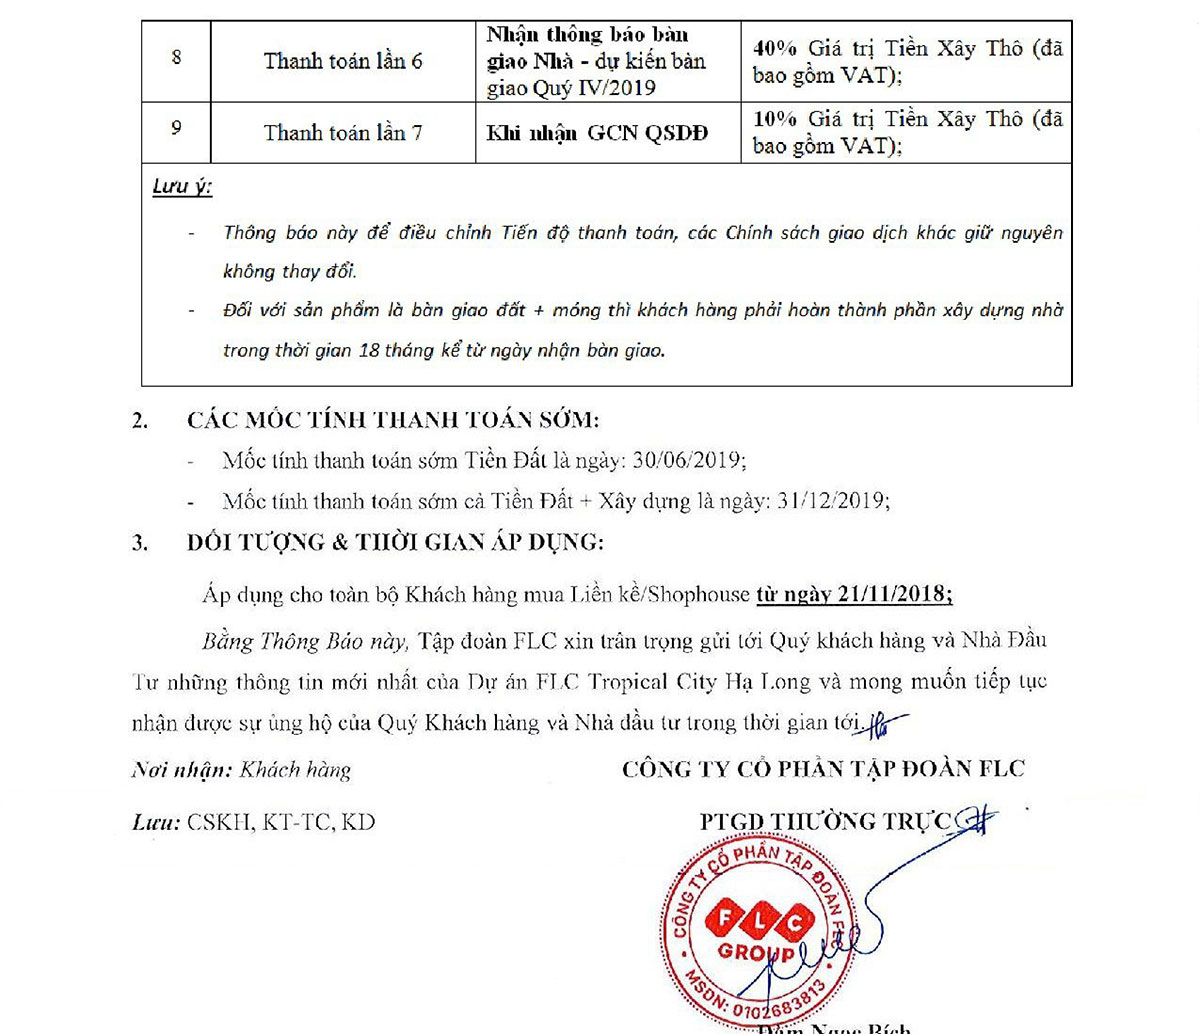 8 Thanh toán lần 6 Nhận thông báo bàn giao Nhà - dự kiến bàn giao Quý IV/2019 40% Giá trị Tiền Xây Thô (đã bao gồm VAT);
9 Thanh toán lần 7 Khi nhận GCN QSDĐ 10% Giá trị Tiền Xây Thô (đã bao gồm VAT);
Lưu ý:
- Thông báo này để điều chỉnh Tiến độ thanh toán, các Chính sách giao dịch khác giữ nguyên
không thay đổi.
- Đối với sản phẩm là bàn giao đất + móng thì khách hàng phải hoàn thành phần xây dựng nhà
trong thời gian 18 tháng kể từ ngày nhận bàn giao.
2. CÁC MỐC TÍNH THANH TOÁN SỚM:
- Mốc tính thanh toán sớm Tiền Đất là ngày: 30/06/2019;
- Mốc tính thanh toán sớm cả Tiền Đất + Xây dựng là ngày: 31/12/2019;
3. ĐỐI TƯỢNG & THỜI GIAN ÁP DỤNG:
Áp dụng cho toàn bộ Khách hàng mua Liền kề/Shophouse từ ngày 21/11/2018;
Bằng Thông Báo này, Tập đoàn FLC xin trân trọng gửi tới Quý khách hàng và Nhà Đầu
Tư những thông tin mới nhất của Dự án FLC Tropical City Hạ Long và mong muốn tiếp tục
nhận được sự ủng hộ của Quý Khách hàng và Nhà đầu tư trong thời gian tới.
Nơi nhận: Khách hàng CÔNG TY CỔ PHẦN TẬP ĐOÀN FLC
Lưu: CSKH, KT-TC, KD PTGĐ THƯỜNG TRỰC
CÔNG TY CỔ PHẦN TẬP ĐOÀN FLC
FLC
GROUP
MSDN: 0102683813
Đàm Ngọc Bích